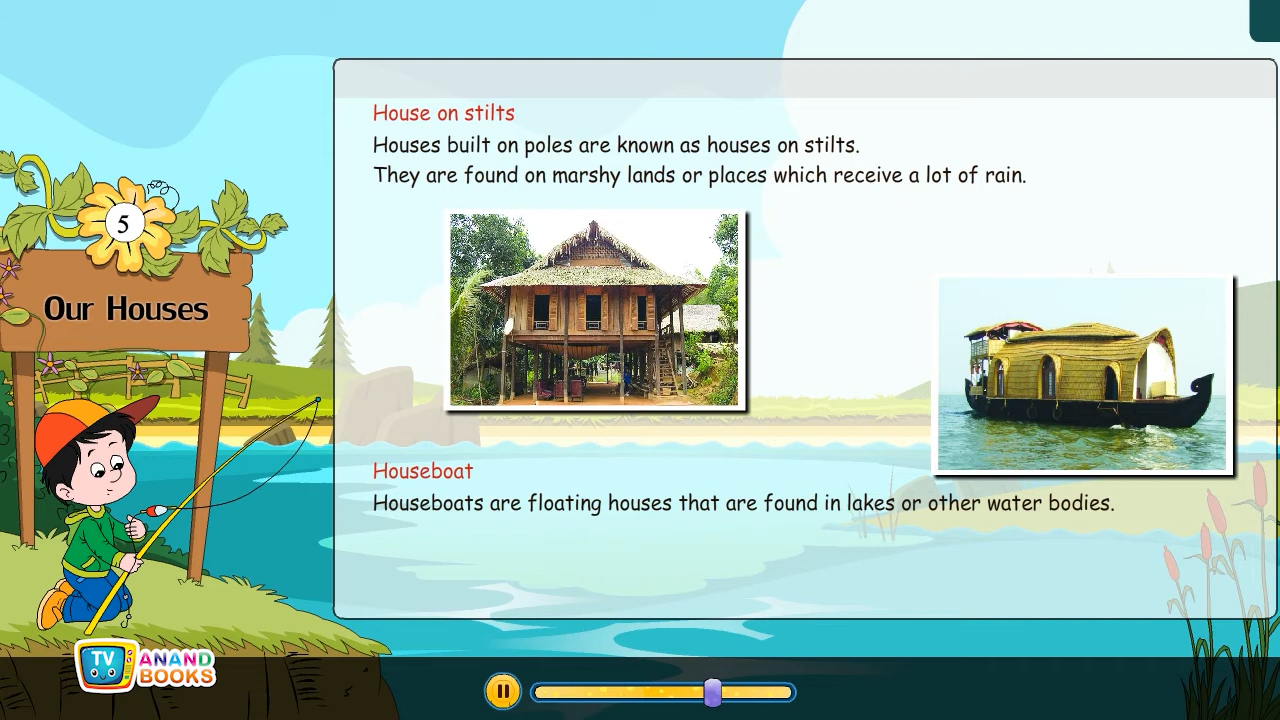 5
Our Houses
House on stilts
Houses built on poles are known as houses on stilts.
They are found on marshy lands or places which receive a lot of rain.
Houseboat
Houseboats are floating houses that are found in lakes or other water bodies.
TV
ANAND
BOOKS